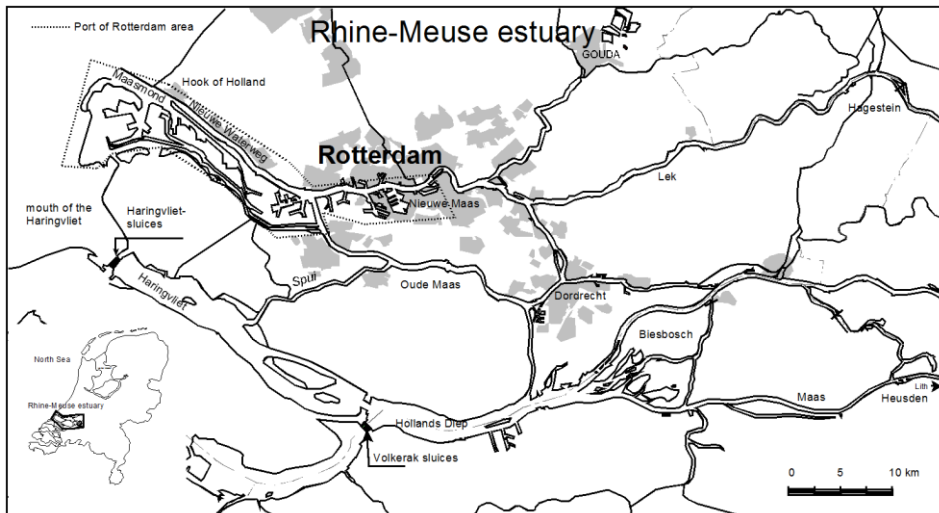 Rhine-Meuse estuary
Port of Rotterdam area
GOUDA
Hook of Holland
Maasmond
Nieuwe Waterweg
Hagestein
Rotterdam
Lek
Nieuwe Maas
mouth of the
Haringvliet
Haringvliet-
sluices
Spui
Haringvliet
Oude Maas
Dordrecht
Biesbosch
North Sea
Rhine-Meuse estuary
Lith
Maas
Heusden
Hollands Diep
Volkerak sluices
0 5 10 km